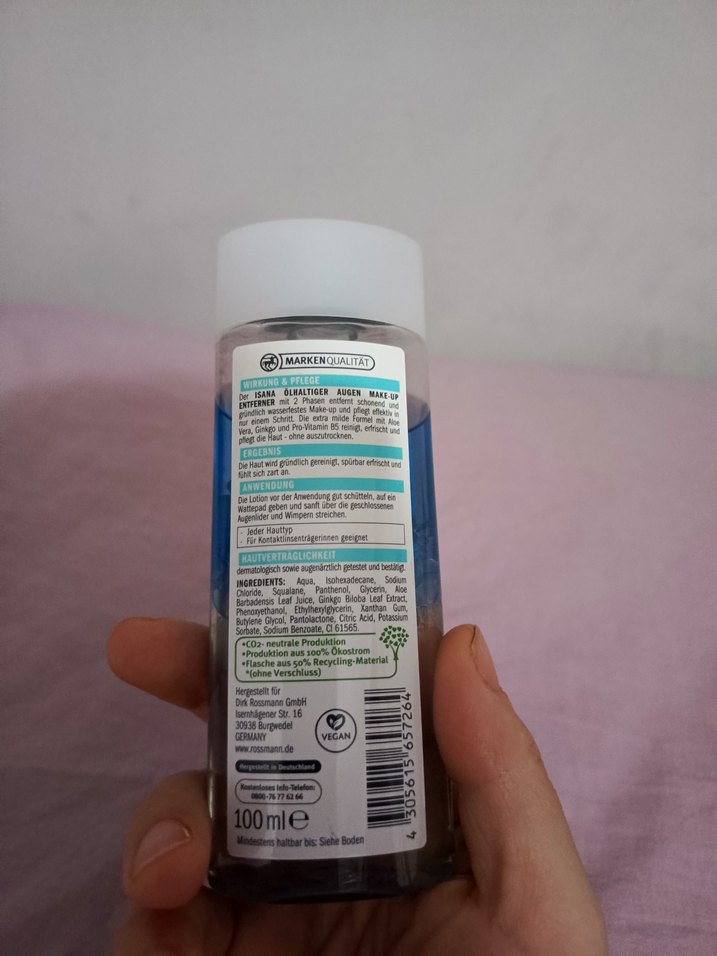 MARKENQUALITÄT
WIRKUNG & PFLEGE
Der ISANA ÖLHALTIGER AUGEN MAKE-UP
ENTFERNER mit 2 Phasen entfernt schonend und
gründlich wasserfestes Make-up und pflegt effektiv in
nur einem Schritt. Die extra milde Formel mit Aloe
Vera, Ginkgo und Pro-Vitamin B5 reinigt, erfrischt und
pflegt die Haut - ohne auszutrocknen.
ERGEBNIS
Die Haut wird gründlich gereinigt, spürbar erfrischt und
fühlt sich zart an.
ANWENDUNG
Die Lotion vor der Anwendung gut schütteln, auf ein
Wattepad geben und sanft über die geschlossenen
Augenlider und Wimpern streichen.
- Jeder Hauttyp
- Für Kontaktlinsenträgerinnen geeignet
HAUTVERTRÄGLICHKEIT
dermatologisch sowie augenärztlich getestet und bestätigt.
INGREDIENTS: Aqua, Isohexadecane, Sodium
Chloride, Squalane, Panthenol, Glycerin, Aloe
Barbadensis Leaf Juice, Ginkgo Biloba Leaf Extract,
Phenoxyethanol, Ethylhexylglycerin, Xanthan Gum,
Butylene Glycol, Pantolactone, Citric Acid, Potassium
Sorbate, Sodium Benzoate, CI 61565.
•CO2- neutrale Produktion
•Produktion aus 100% Ökostrom
•Flasche aus 50% Recycling-Material
*(ohne Verschluss)
Hergestellt für
Dirk Rossmann GmbH
Isernhägener Str. 16
30938 Burgwedel
GERMANY
www.rossmann.de
VEGAN
Hergestellt in Deutschland
Kostenloses Info-Telefon:
0800-76 77 62 66
100 ml e
Mindestens haltbar bis: Siehe Boden
4 305615 657264